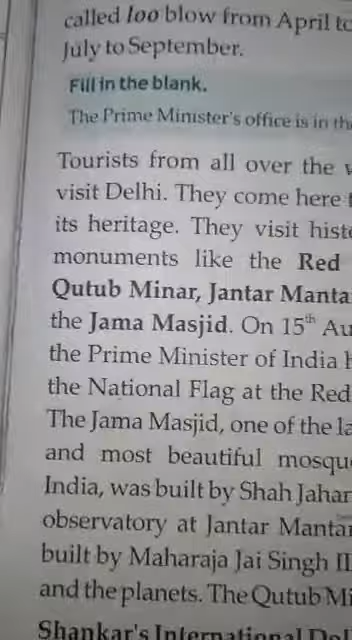 called loo blow from April to
July to September.
Fill in the blank.
The Prime Minister's office is in the
Tourists from all over the
visit Delhi. They come here
its heritage. They visit
monuments like the Red
Qutub Minar, Jantar Manta
the Jama Masjid. On 15th Au
the Prime Minister of India
the National Flag at the Red
The Jama Masjid, one of the la
and most beautiful mosqu
India, was built by Shah Jahan
observatory at Jantar Manta
built by Maharaja Jai Singh II
and the planets. The Qutub Mi
Shankar's International Dol